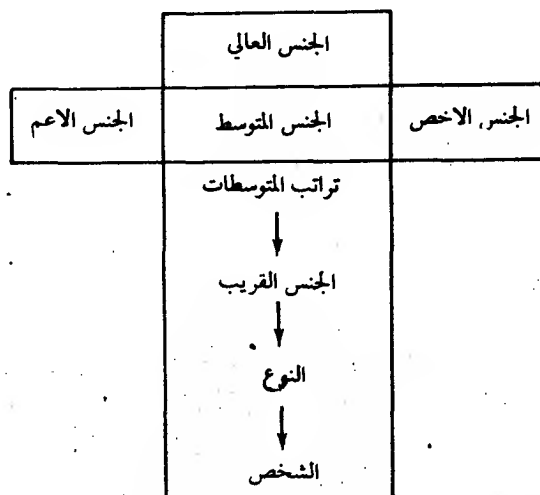 الجنس العالي
الجنس الاخص
الجنس المتوسط
الجنس الاعم
تراتب المتوسطات
الجنس القريب
النوع
الشخص